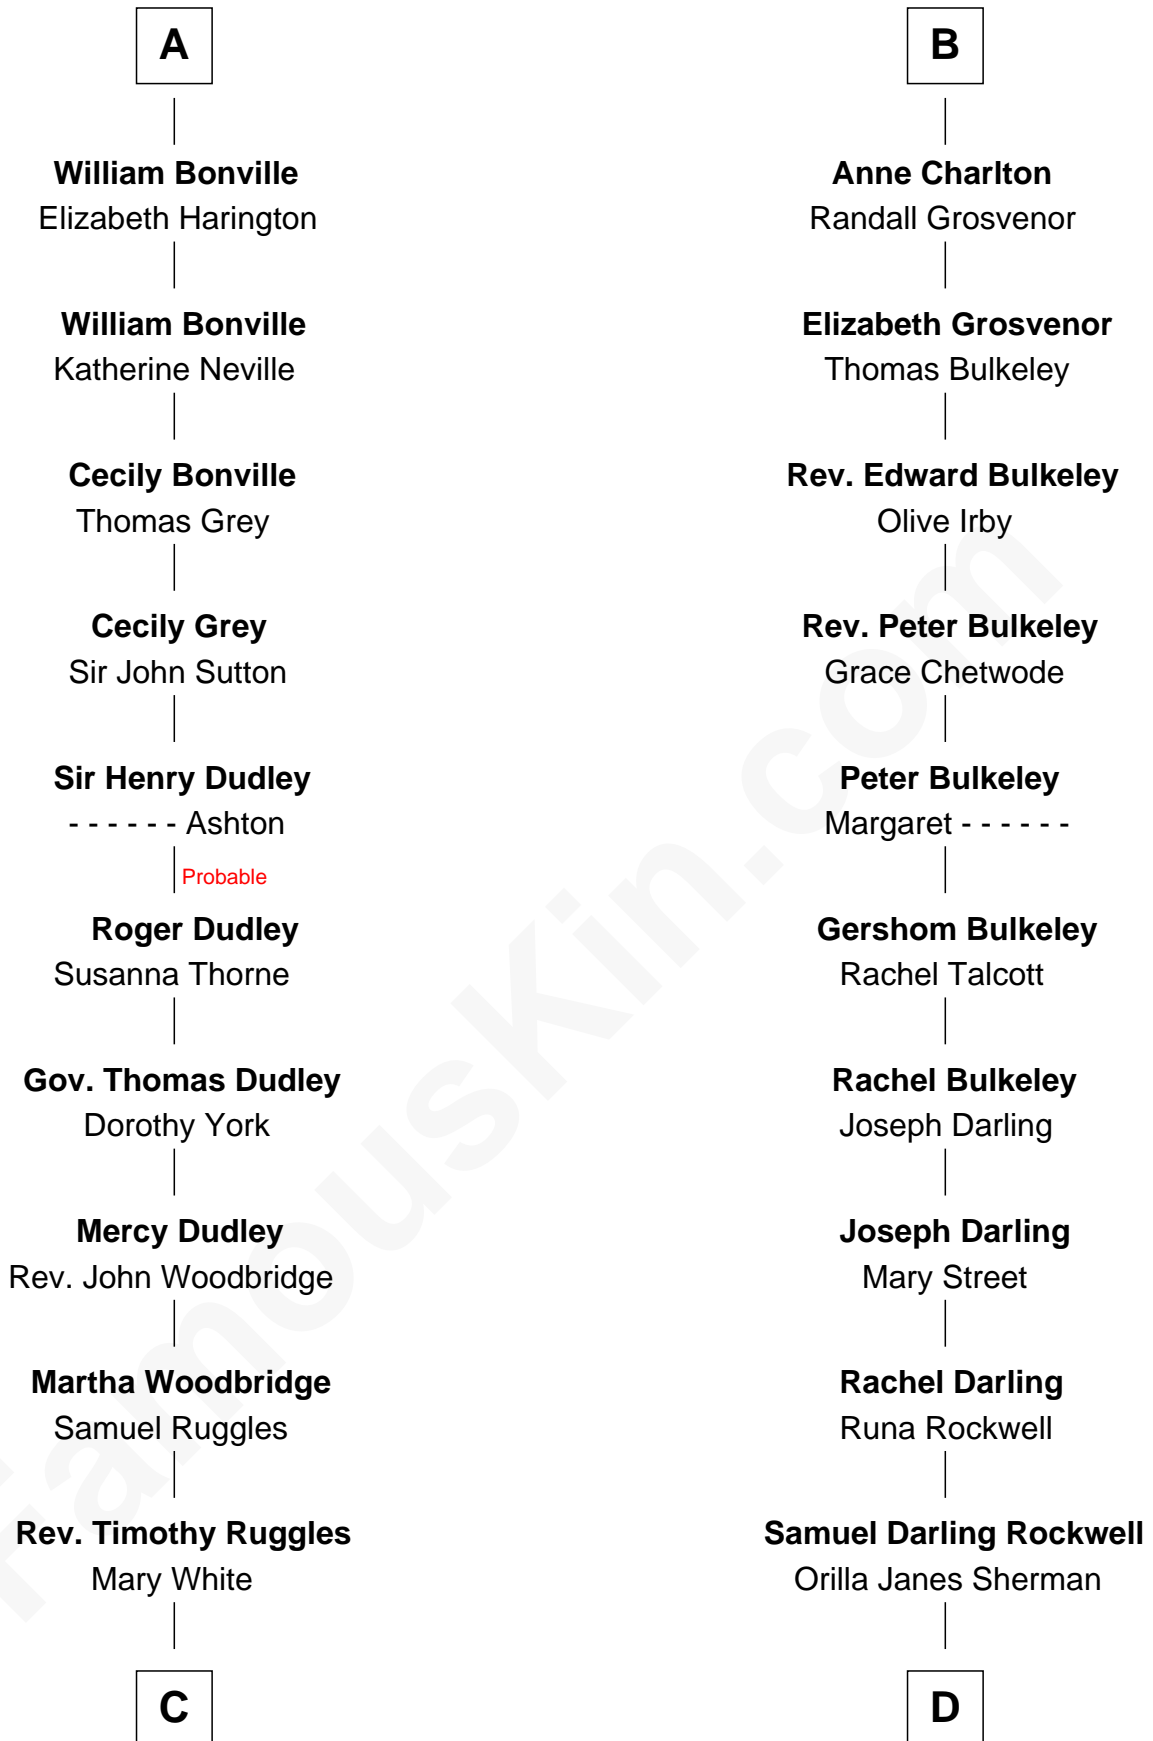 A
William Bonville
Elizabeth Harington
William Bonville
Katherine Neville
Cecily Bonville
Thomas Grey
Cecily Grey
Sir John Sutton
Sir Henry Dudley
- - - - - - Ashton
Probable
Roger Dudley
Susanna Thorne
Gov. Thomas Dudley
Dorothy York
Mercy Dudley
Rev. John Woodbridge
Martha Woodbridge
Samuel Ruggles
Rev. Timothy Ruggles
Mary White
C
B
Anne Charlton
Randall Grosvenor
Elizabeth Grosvenor
Thomas Bulkeley
Rev. Edward Bulkeley
Olive Irby
Rev. Peter Bulkeley
Grace Chetwode
Peter Bulkeley
Margaret - - - - - -
Gershom Bulkeley
Rachel Talcott
Rachel Bulkeley
Joseph Darling
Joseph Darling
Mary Street
Rachel Darling
Runa Rockwell
Samuel Darling Rockwell
Orilla Janes Sherman
D
FamousKin.com